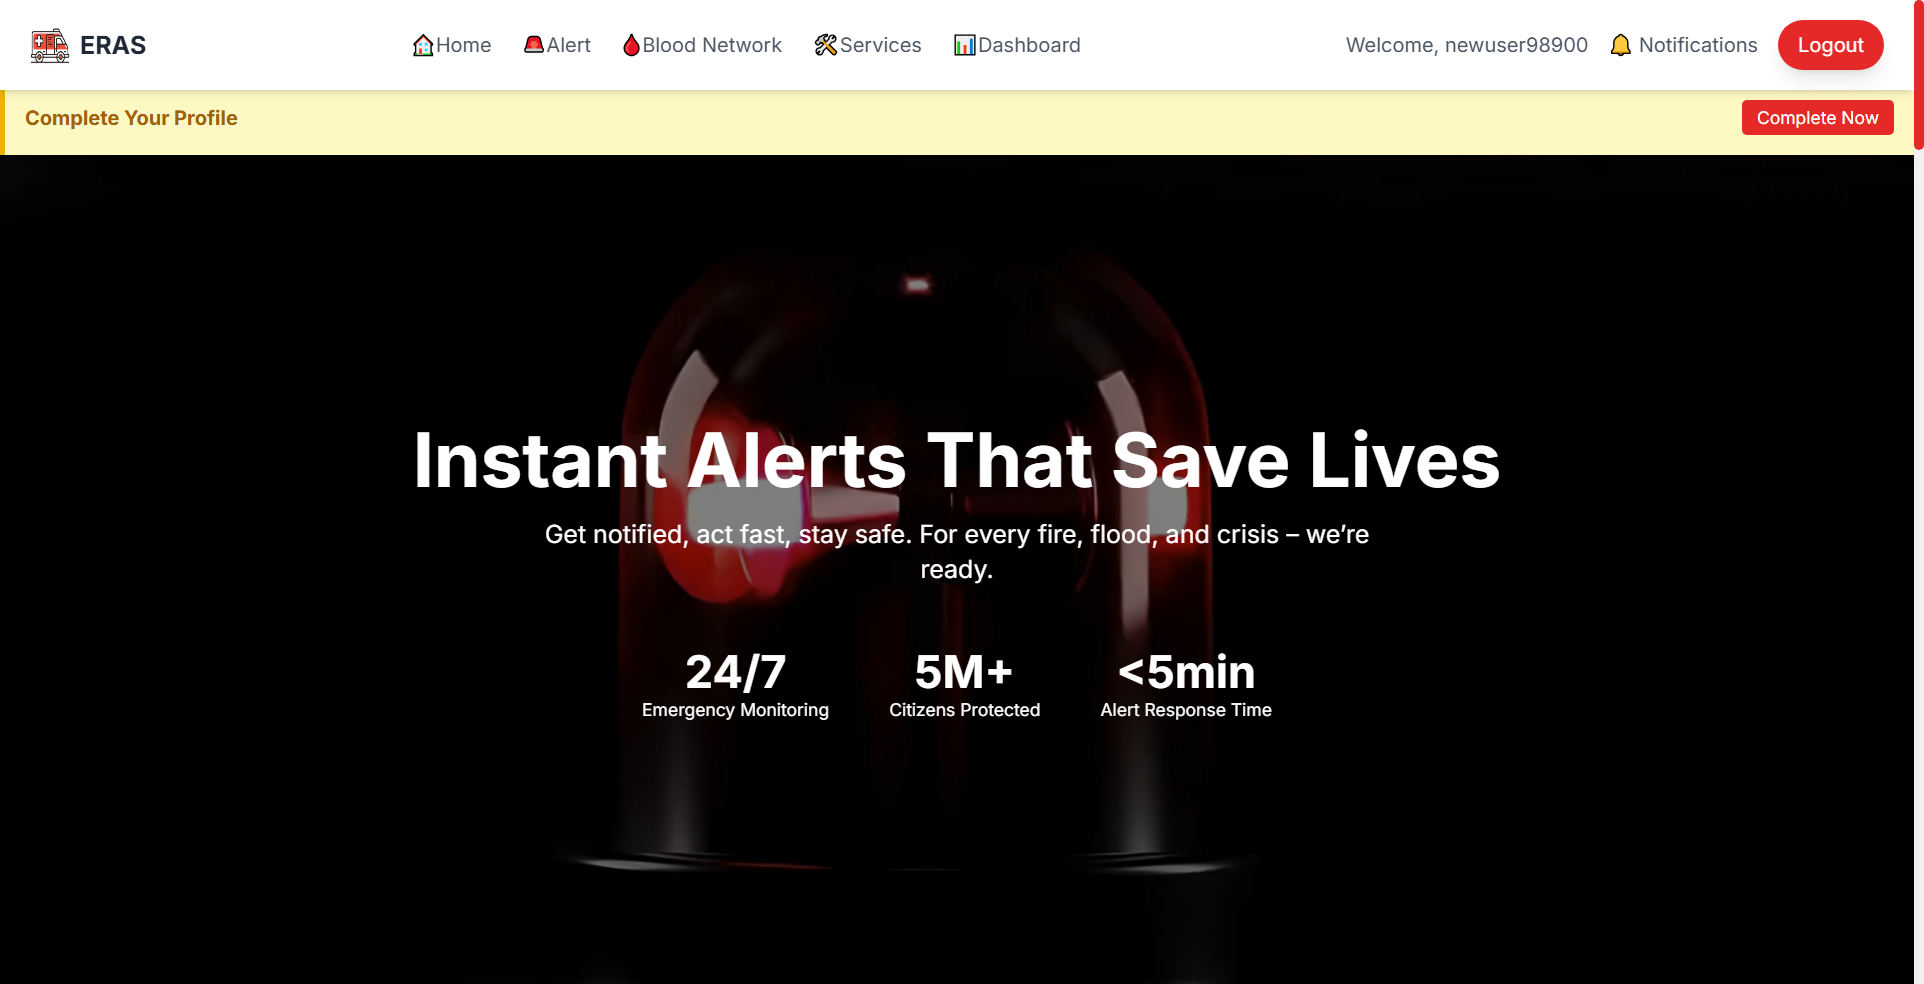 ERAS
Home
Alert
Blood Network
Services
Dashboard
Welcome, newuser98900
Notifications
Logout
Complete Your Profile
Complete Now
Instant Alerts That Save Lives
Get notified, act fast, stay safe. For every fire, flood, and crisis – we’re
ready.
24/7
Emergency Monitoring
5M+
Citizens Protected
<5min
Alert Response Time